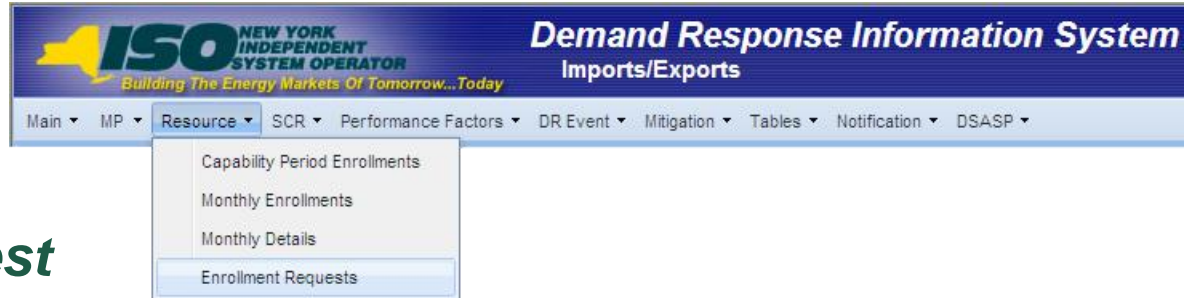 ISO NEW YORK
INDEPENDENT
SYSTEM OPERATOR
Building The Energy Markets Of Tomorrow...Today
Demand Response Information System
Imports/Exports
Main MP Resource SCR Performance Factors DR Event Mitigation Tables Notification DSASP
Capability Period Enrollments
Monthly Enrollments
Monthly Details
Enrollment Requests
est